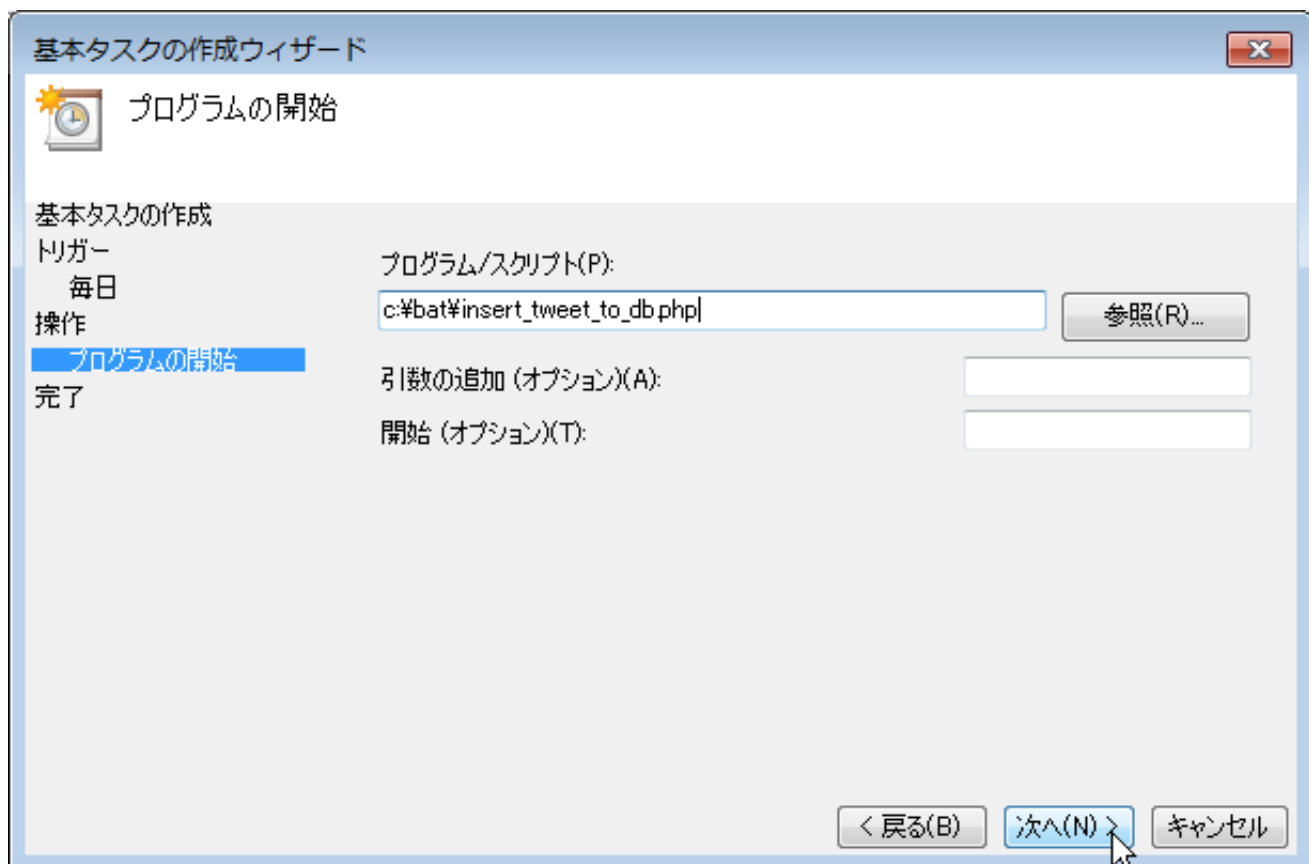 基本タスクの作成ウィザード
プログラムの開始
基本タスクの作成
トリガー
毎日
操作
プログラムの開始
完了
プログラム/スクリプト(P):
c:¥bat¥insert_tweet_to_db.php
参照(R)...
引数の追加 (オプション)(A):
開始 (オプション)(T):
< 戻る(B)
次へ(N) >
キャンセル